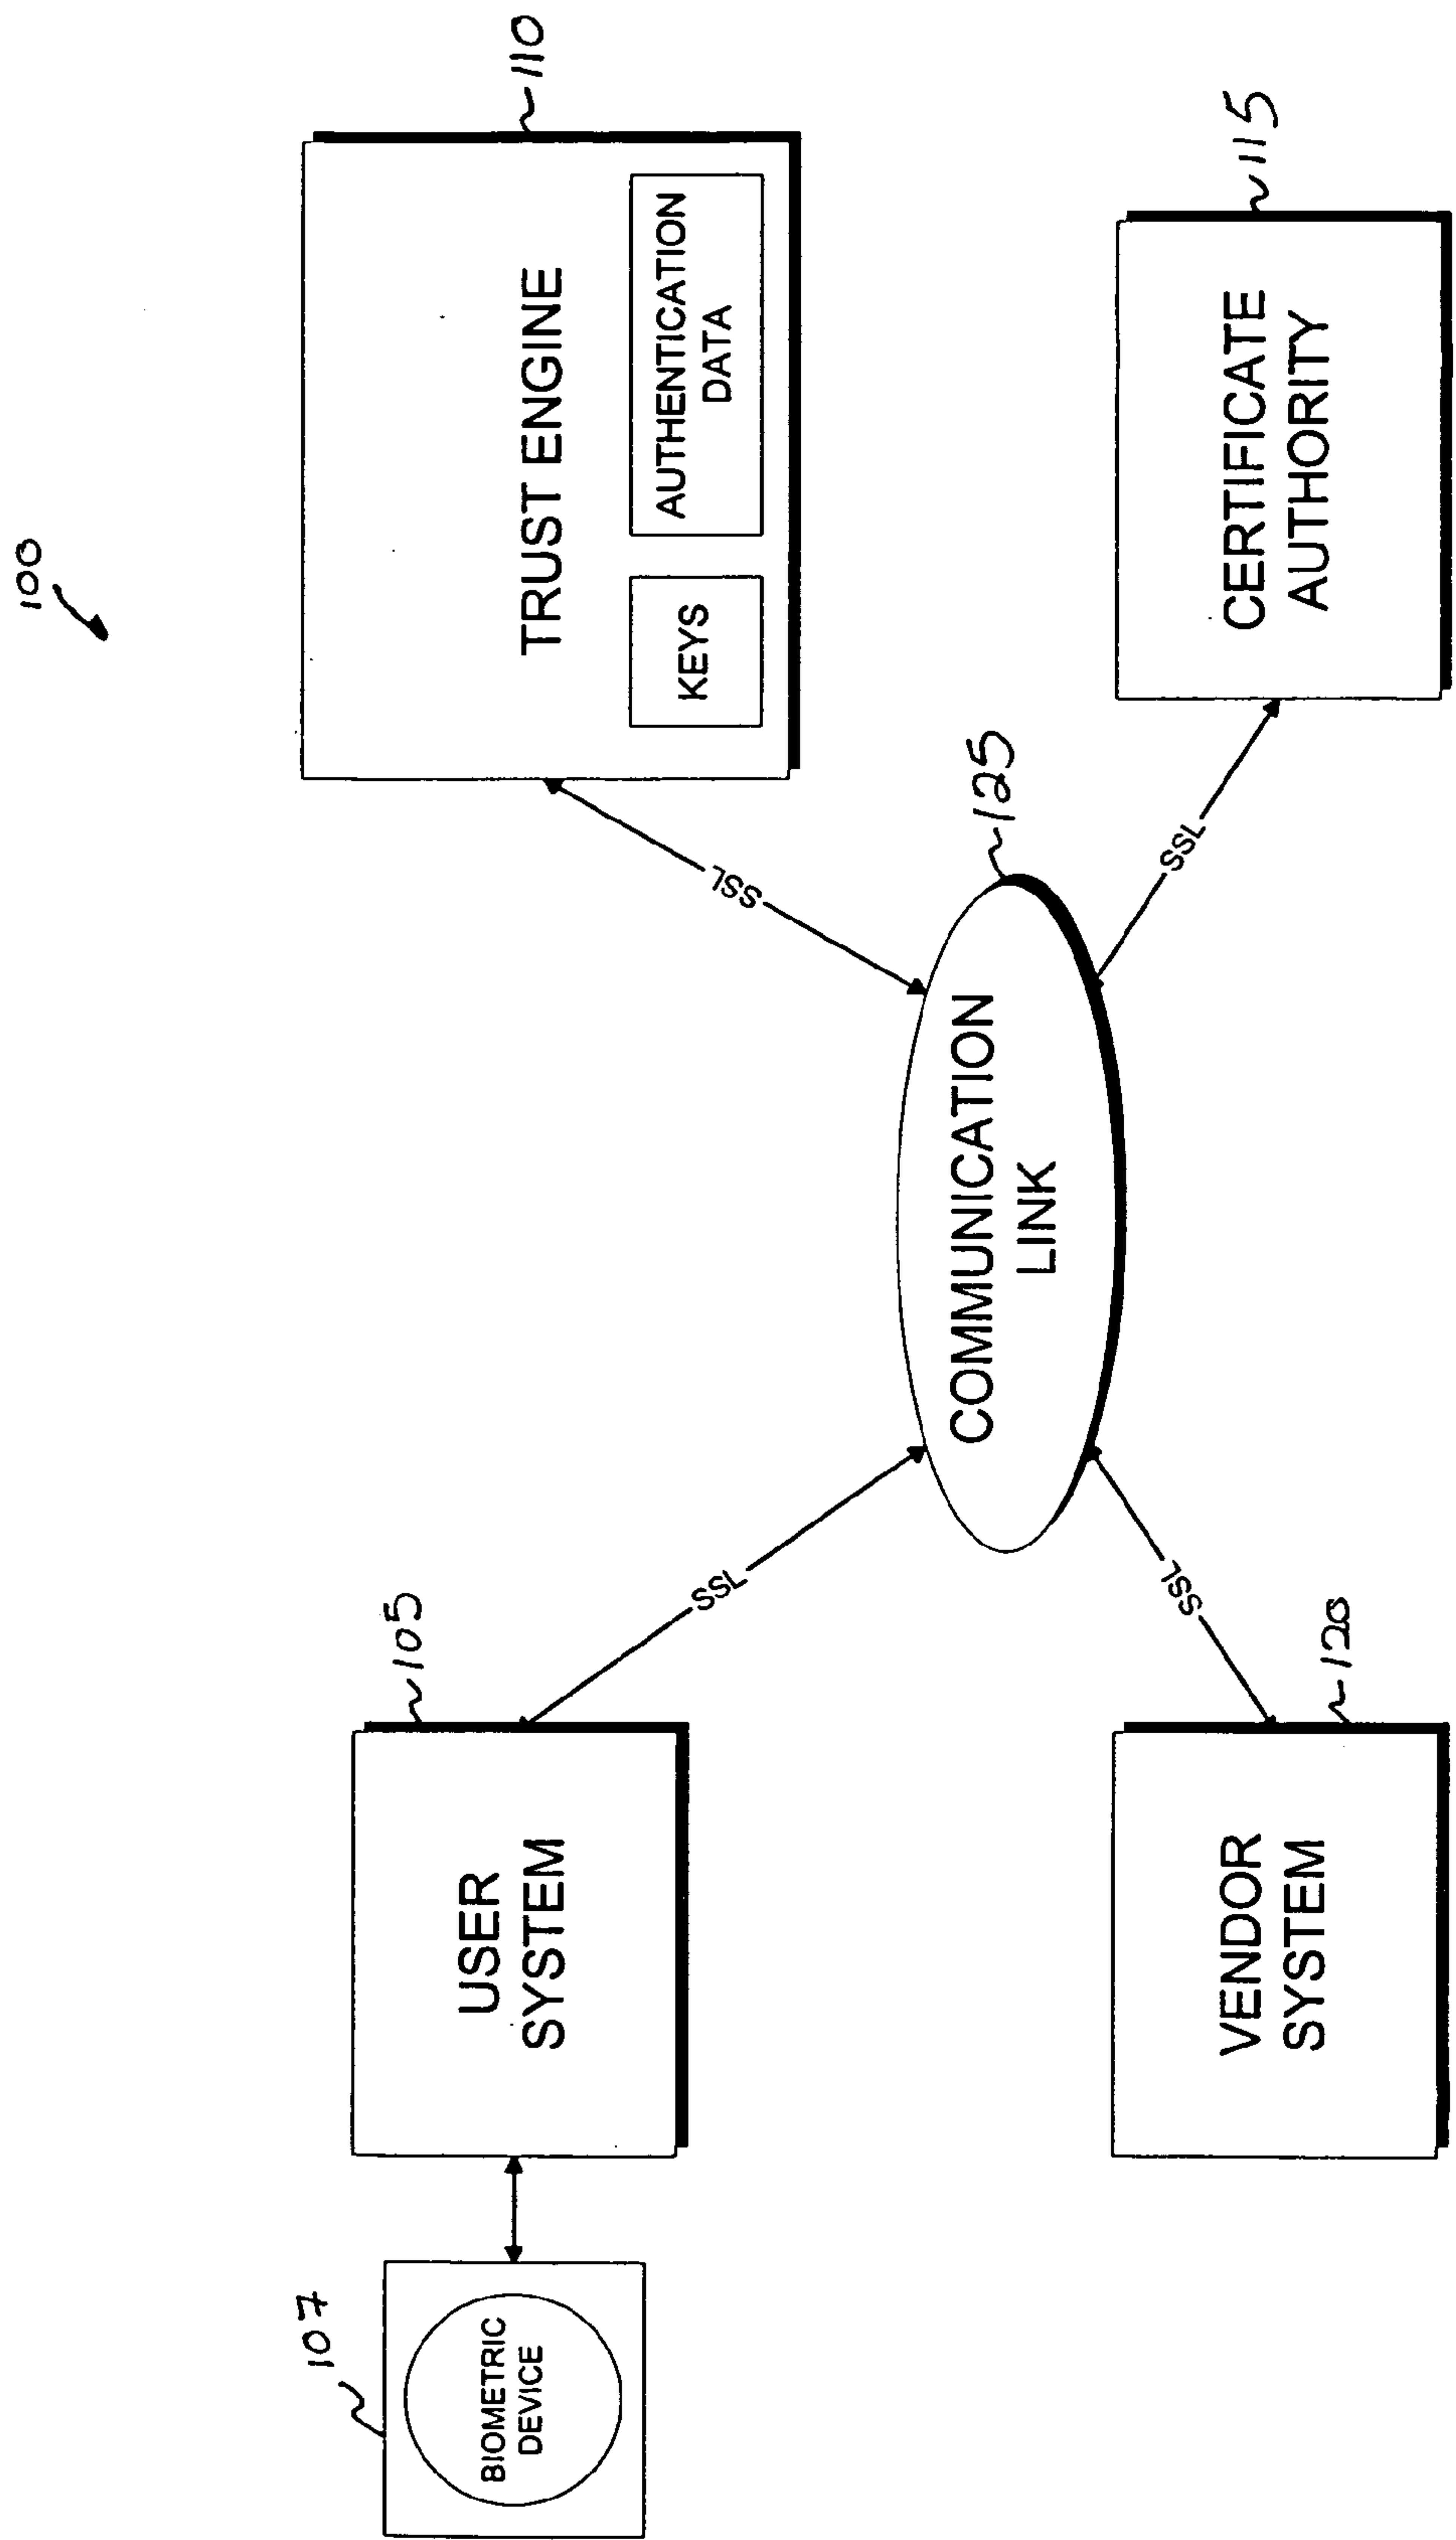 100
107
BIOMETRIC
DEVICE
USER
SYSTEM
105
SSL
TRUST ENGINE
110
KEYS
AUTHENTICATION
DATA
SSL
COMMUNICATION
LINK
125
SSL
VENDOR
SYSTEM
120
SSL
CERTIFICATE
AUTHORITY
115